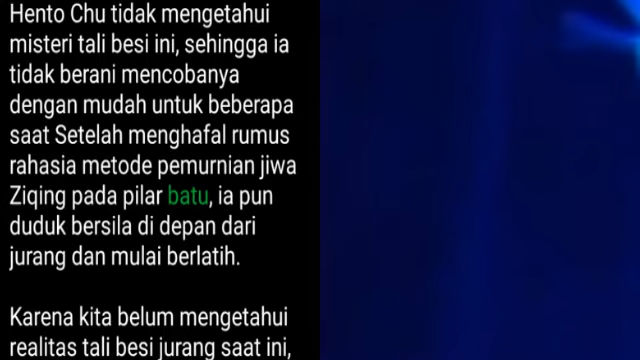 Hento Chu tidak mengetahui
misteri tali besi ini, sehingga ia
tidak berani mencobanya
dengan mudah untuk beberapa
saat Setelah menghafal rumus
rahasia metode pemurnian jiwa
Ziqing pada pilar batu, ia pun
duduk bersila di depan dari
jurang dan mulai berlatih.

Karena kita belum mengetahui
realitas tali besi jurang saat ini,